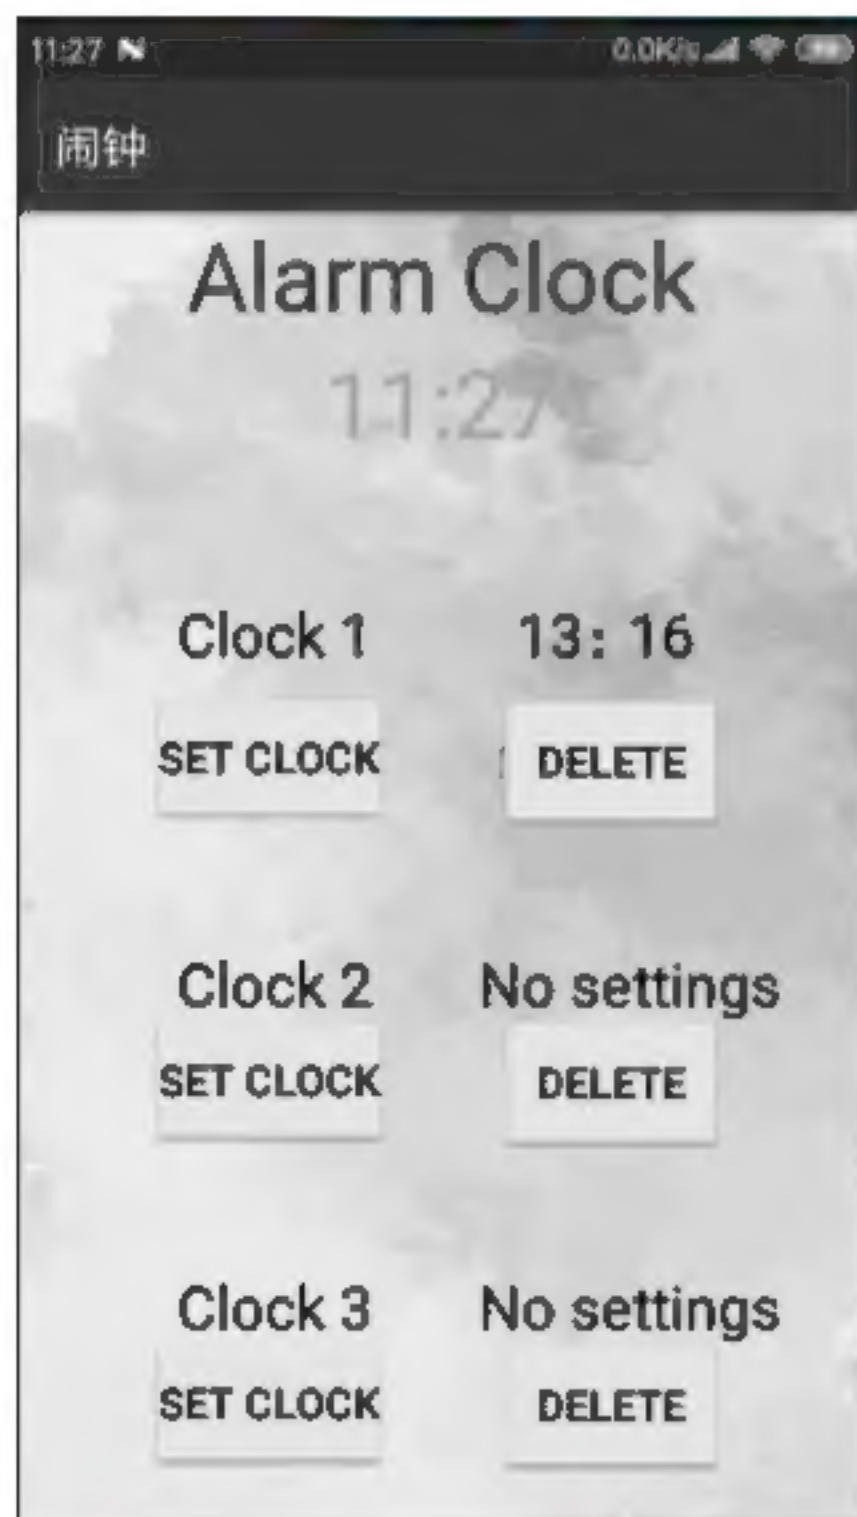 11:27
0.0K/s
闹钟
Alarm Clock
11:27
Clock 1 13: 16
SET CLOCK DELETE
Clock 2 No settings
SET CLOCK DELETE
Clock 3 No settings
SET CLOCK DELETE